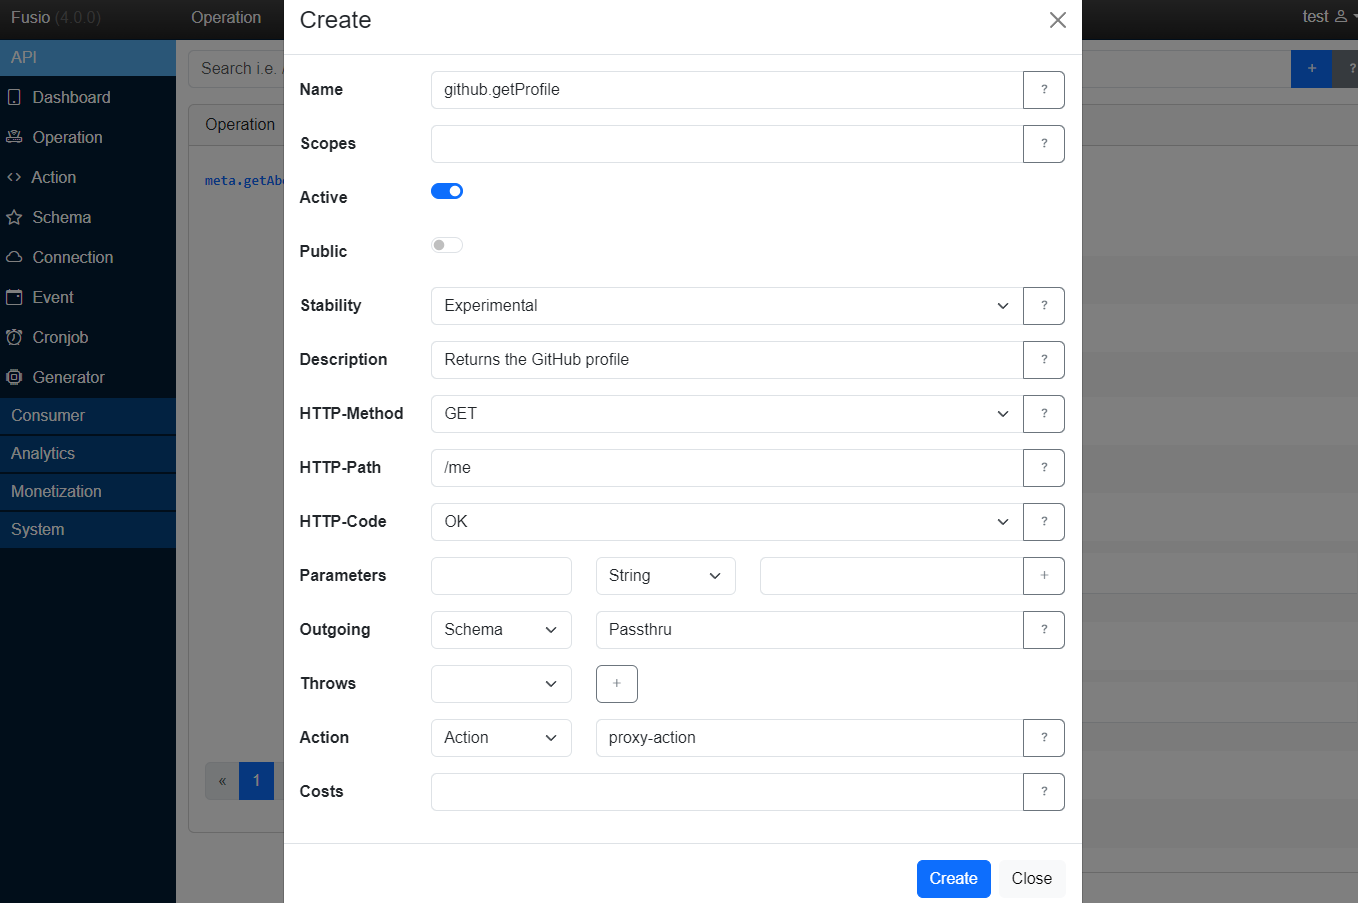 Fusio (4.0.0)
Operation
test
API
Dashboard
Operation
Action
Schema
Connection
Event
Cronjob
Generator
Consumer
Analytics
Monetization
System
Search i.e.
+ ?
Operation
meta.getAb
« 1
Create
Name github.getProfile ?
Scopes ?
Active
Public
Stability Experimental ?
Description Returns the GitHub profile ?
HTTP-Method GET ?
HTTP-Path /me ?
HTTP-Code OK ?
Parameters String +
Outgoing Schema Passthru ?
Throws +
Action Action proxy-action ?
Costs ?
Create Close